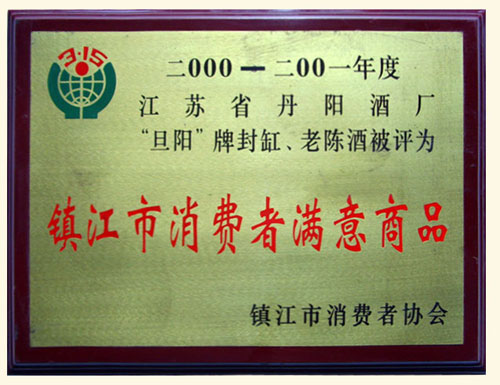 3·15
二000一二00一年度
江苏省丹阳酒厂
“旦阳”牌封缸、老陈酒被评为
镇江市消费者满意商品
镇江市消费者协会